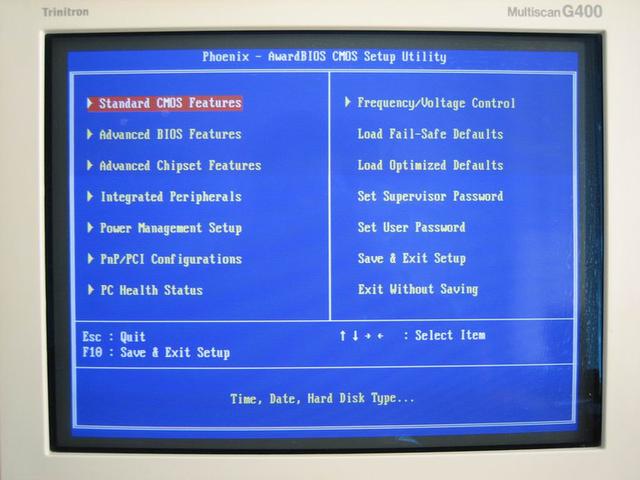 Trinitron
MultiscanG400
Phoenix - AwardBIOS CMOS Setup Utility
Standard CMOS Features
Advanced BIOS Features
Advanced Chipset Features
Integrated Peripherals
Power Management Setup
PnP/PCI Configurations
PC Health Status
Frequency/Voltage Control
Load Fail-Safe Defaults
Load Optimized Defaults
Set Supervisor Password
Set User Password
Save & Exit Setup
Exit Without Saving
Esc : Quit
F10 : Save & Exit Setup
↑ ↓ → ← : Select Item
Time, Date, Hard Disk Type...